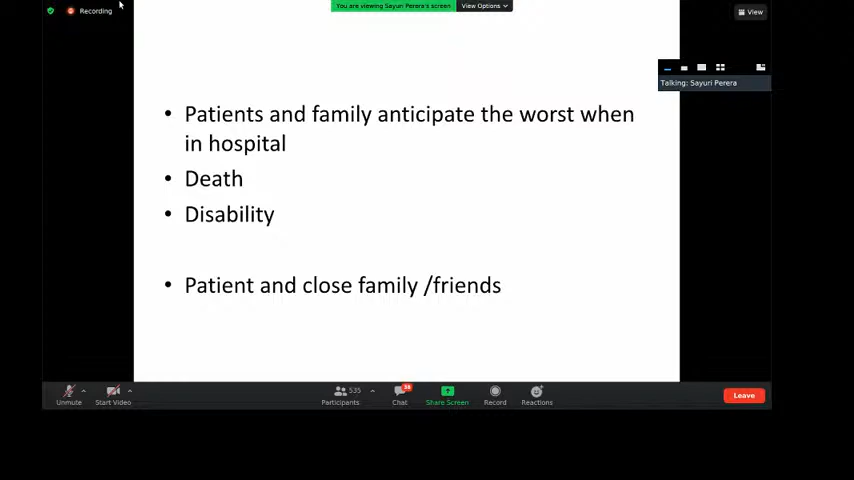 Recording
You are viewing Sayuri Perera's screen
View Options
View
Talking: Sayuri Perera
• Patients and family anticipate the worst when
in hospital
• Death
• Disability
• Patient and close family /friends
Unmute
Start Video
535
Participants
38
Chat
Share Screen
Record
Reactions
Leave